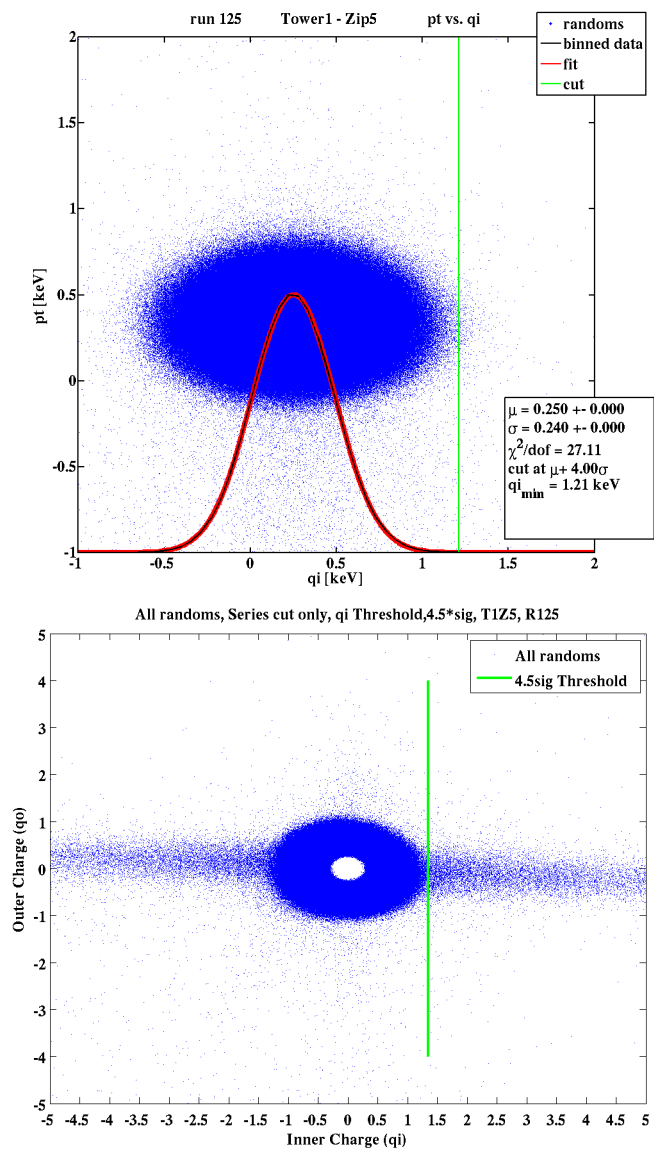 run 125 Tower1 - Zip5 pt vs. qi
randoms
binned data
fit
cut
2
1.5
1
0.5
0
-0.5
-1
pt [keV]
μ = 0.250 +- 0.000
σ = 0.240 +- 0.000
χ²/dof = 27.11
cut at μ+ 4.00σ
qi_min = 1.21 keV
-1 -0.5 0 0.5 1 1.5 2
qi [keV]
All randoms, Series cut only, qi Threshold,4.5*sig, T1Z5, R125
All randoms
4.5sig Threshold
5
4
3
2
1
0
-1
-2
-3
-4
-5
Outer Charge (qo)
-5 -4.5 -4 -3.5 -3 -2.5 -2 -1.5 -1 -0.5 0 0.5 1 1.5 2 2.5 3 3.5 4 4.5 5
Inner Charge (qi)